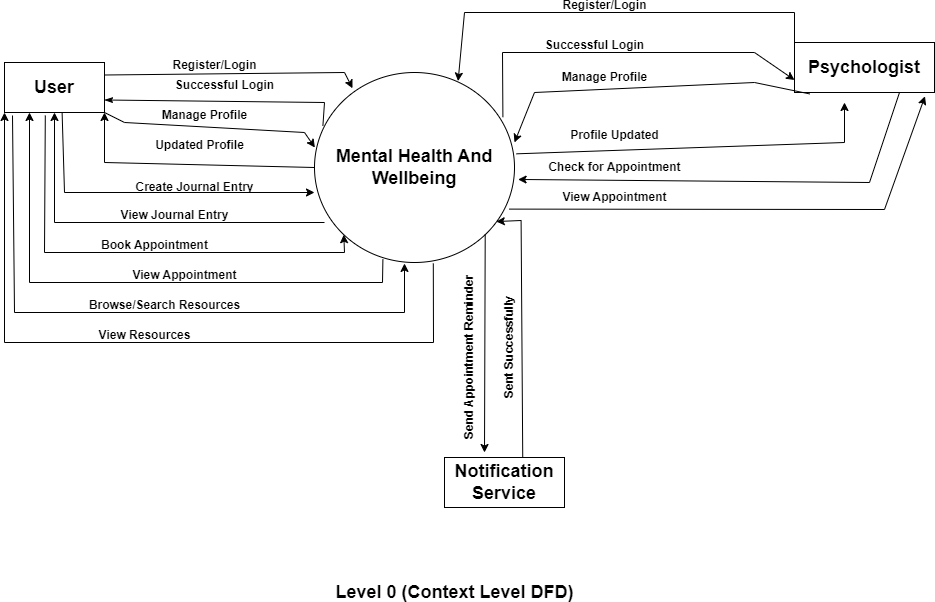 Register/Login
Successful Login
Manage Profile
Profile Updated
Check for Appointment
View Appointment
Psychologist
User
Register/Login
Successful Login
Manage Profile
Updated Profile
Create Journal Entry
View Journal Entry
Book Appointment
View Appointment
Browse/Search Resources
View Resources
Mental Health And
Wellbeing
Send Appointment Reminder
Sent Successfully
Notification
Service
Level 0 (Context Level DFD)